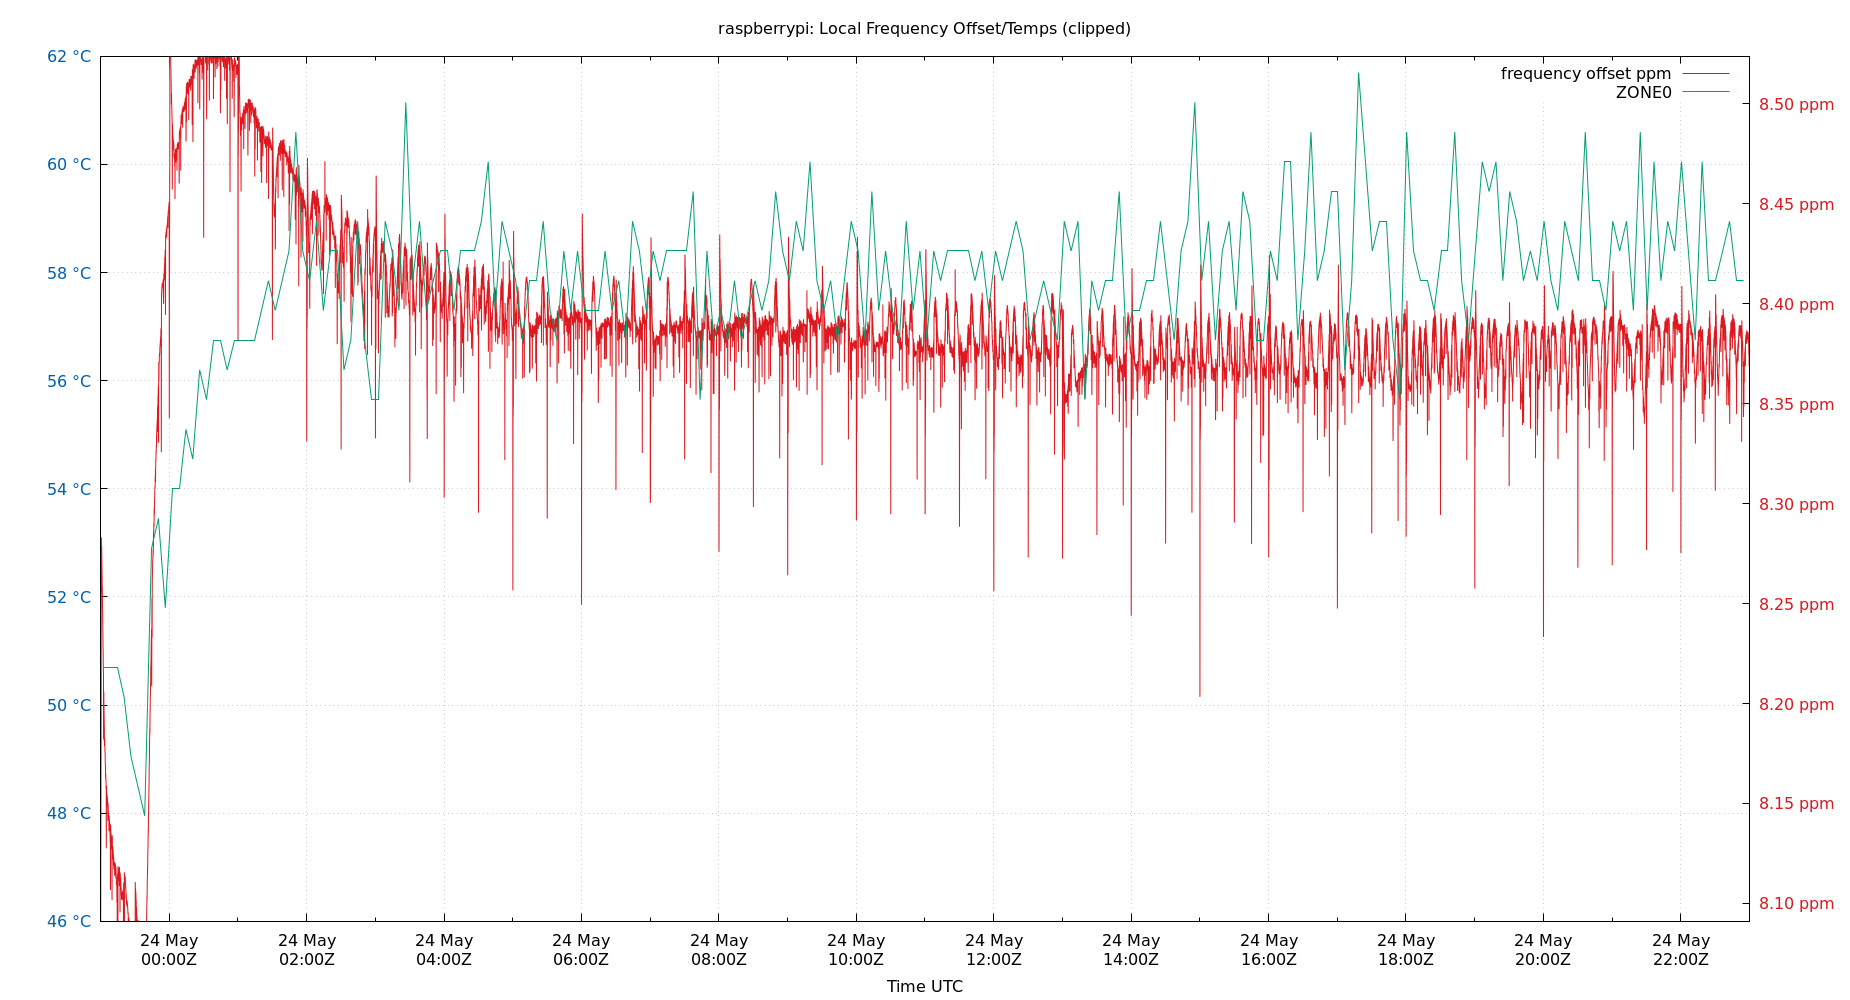 raspberrypi: Local Frequency Offset/Temps (clipped)
frequency offset ppm
ZONE0
62 °C
60 °C
58 °C
56 °C
54 °C
52 °C
50 °C
48 °C
46 °C
8.50 ppm
8.45 ppm
8.40 ppm
8.35 ppm
8.30 ppm
8.25 ppm
8.20 ppm
8.15 ppm
8.10 ppm
24 May 24 May 24 May 24 May 24 May 24 May 24 May 24 May 24 May 24 May 24 May 24 May
00:00Z 02:00Z 04:00Z 06:00Z 08:00Z 10:00Z 12:00Z 14:00Z 16:00Z 18:00Z 20:00Z 22:00Z
Time UTC